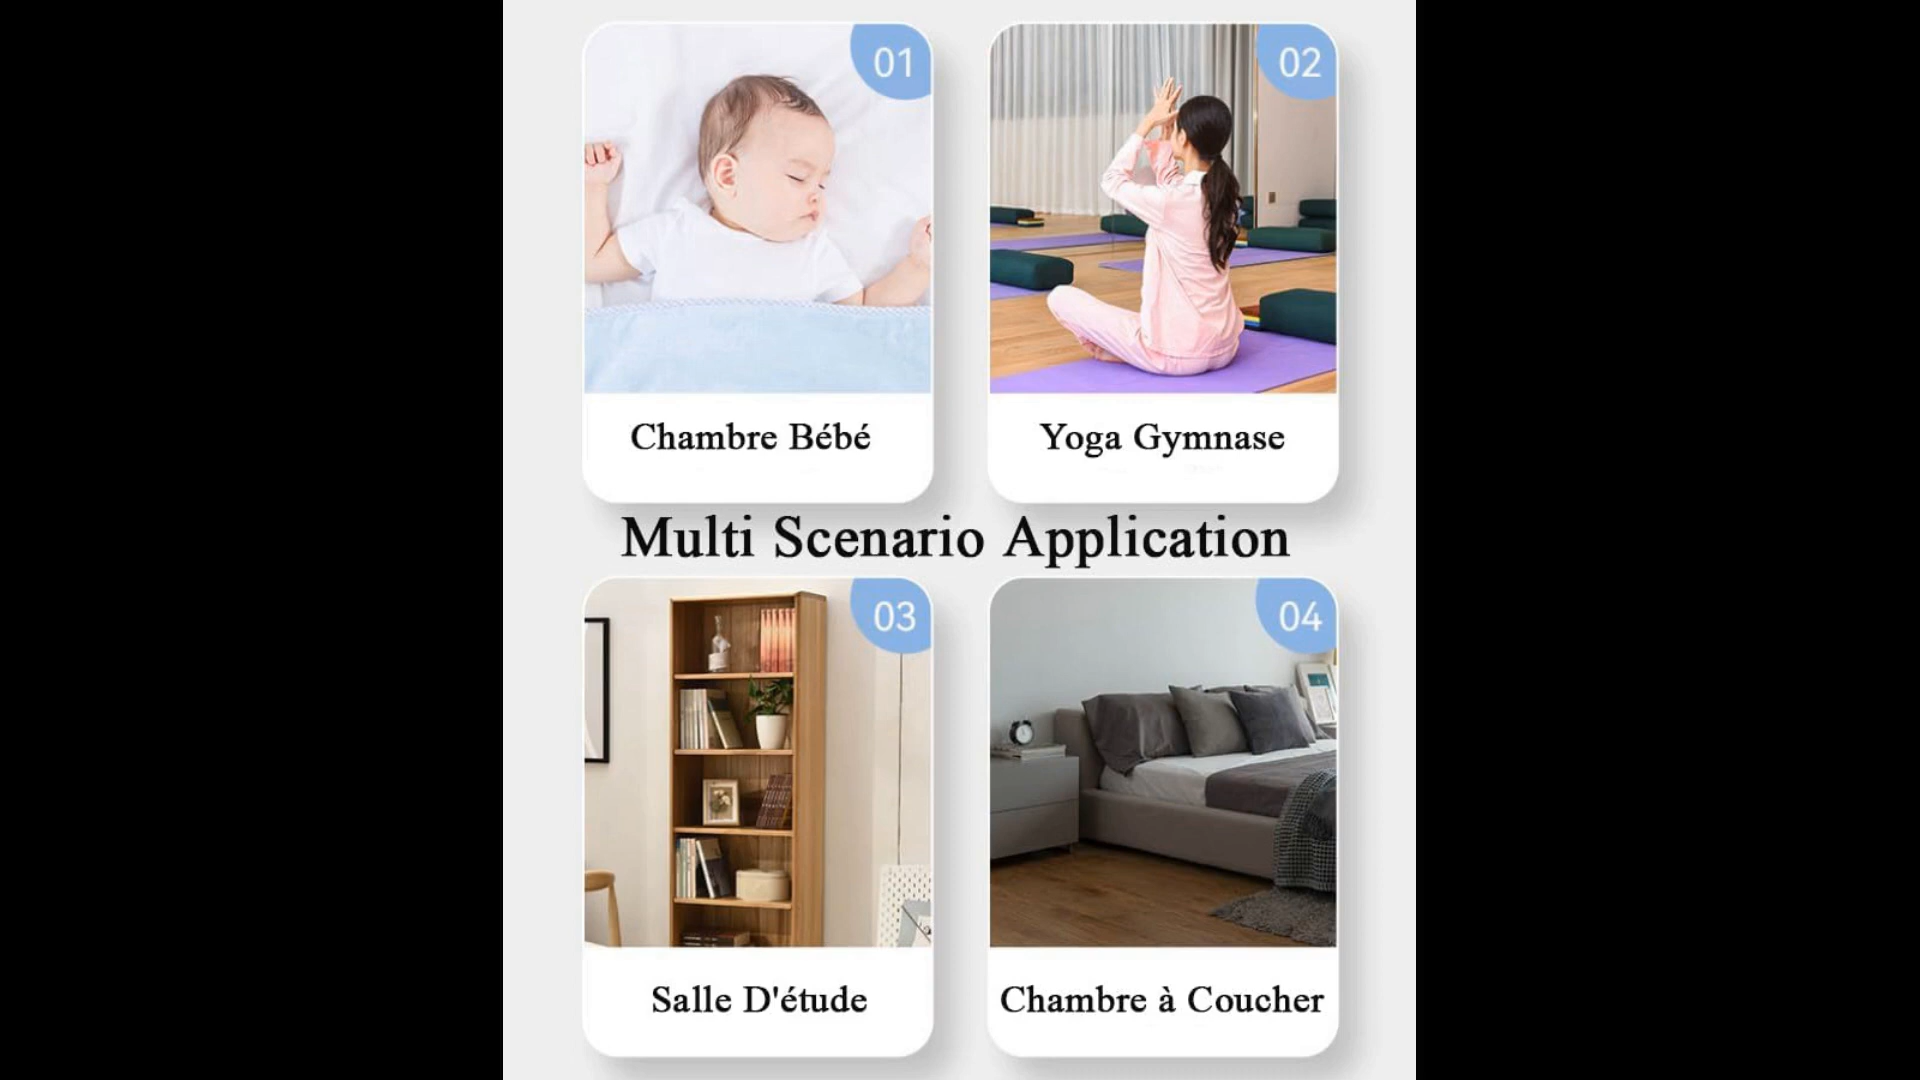 01
02
Chambre Bébé
Yoga Gymnase
Multi Scenario Application
03
04
Salle D'étude
Chambre à Coucher